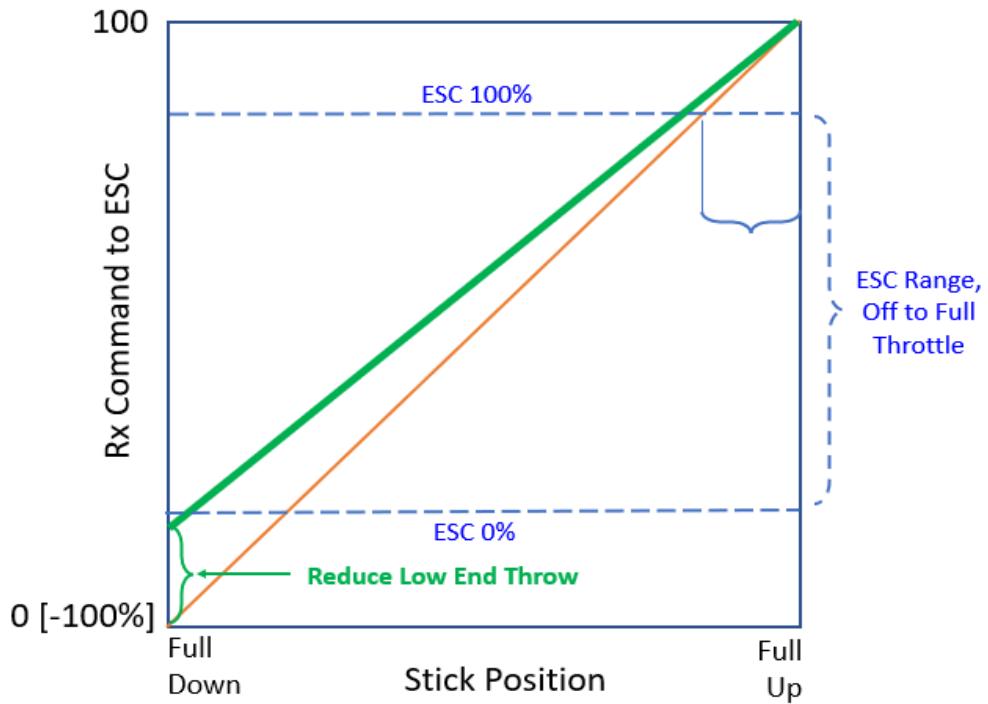 100
ESC 100%
Rx Command to ESC
ESC Range,
Off to Full
Throttle
ESC 0%
Reduce Low End Throw
0 [-100%]
Full
Down
Stick Position
Full
Up